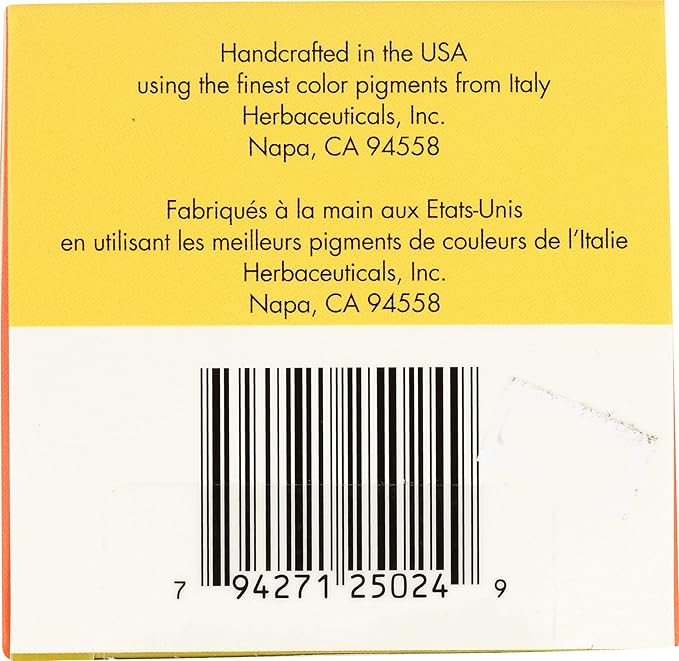 Handcrafted in the USA
using the finest color pigments from Italy
Herbaceuticals, Inc.
Napa, CA 94558
Fabriqués à la main aux Etats-Unis
en utilisant les meilleurs pigments de couleurs de l'Italie
Herbaceuticals, Inc.
Napa, CA 94558
7 94271 25024 9